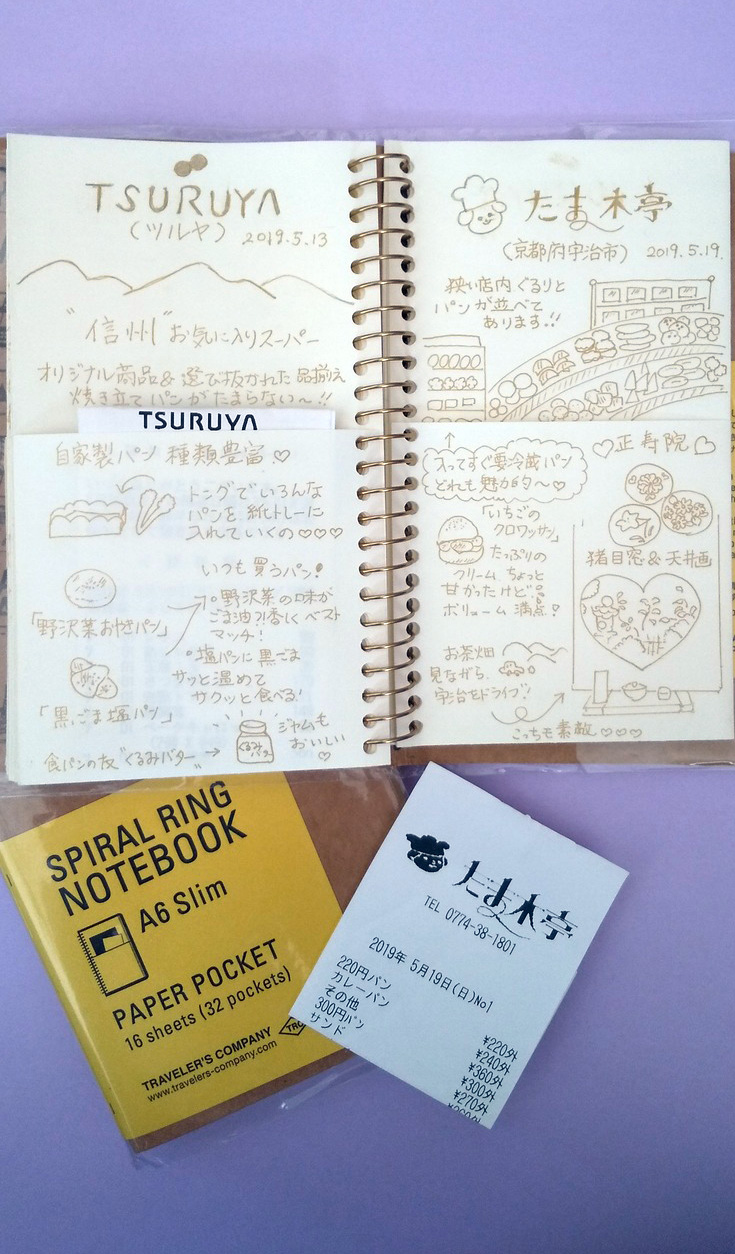 TSURUYA
(ツルヤ) 2019.5.13
"信州"お気に入りスーパー
オリジナル商品&選び抜かれた品揃え
焼き立てパンがたまらない〜!!
TSURUYA
自家製パン 種類豊富♡
トングでいろんな
パンを紙トレーに
入れていくの♡♡♡
いつも買うパン!
「野沢菜おやきパン」
○野沢菜の味が
ごま油?!香しくベスト
マッチ!
「黒ごま塩パン」
○塩パンに黒ごま
サッと温めて
サクッと食べる!
食パンの友"くるみバター" →
くるみバター
ジャムも
おいしい
♡
たま木亭
(京都府宇治市) 2019.5.19.
狭い店内ぐるりと
パンが並べて
あります!!
↑
入ってすぐ要冷蔵パン
どれも魅力的〜♡
「いちごの
クロワッサン」
たっぷりの
クリーム、ちょっと
甘かったけど!
ボリューム満点!
お茶畑
見ながら、
宇治をドライブ!
こっちも素敵♡♡♡
♡正寿院♡
猪目窓&天井画
SPIRAL RING
NOTEBOOK
A6 Slim
PAPER POCKET
16 sheets (32 pockets)
TRAVELER'S COMPANY
www.travelers-company.com
たま木亭
TEL 0774-38-1801
2019年 5月19日(日)No1
220円パン ¥220外
カレーパン ¥240外
その他 ¥360外
300円パン ¥300外
サンド ¥270外